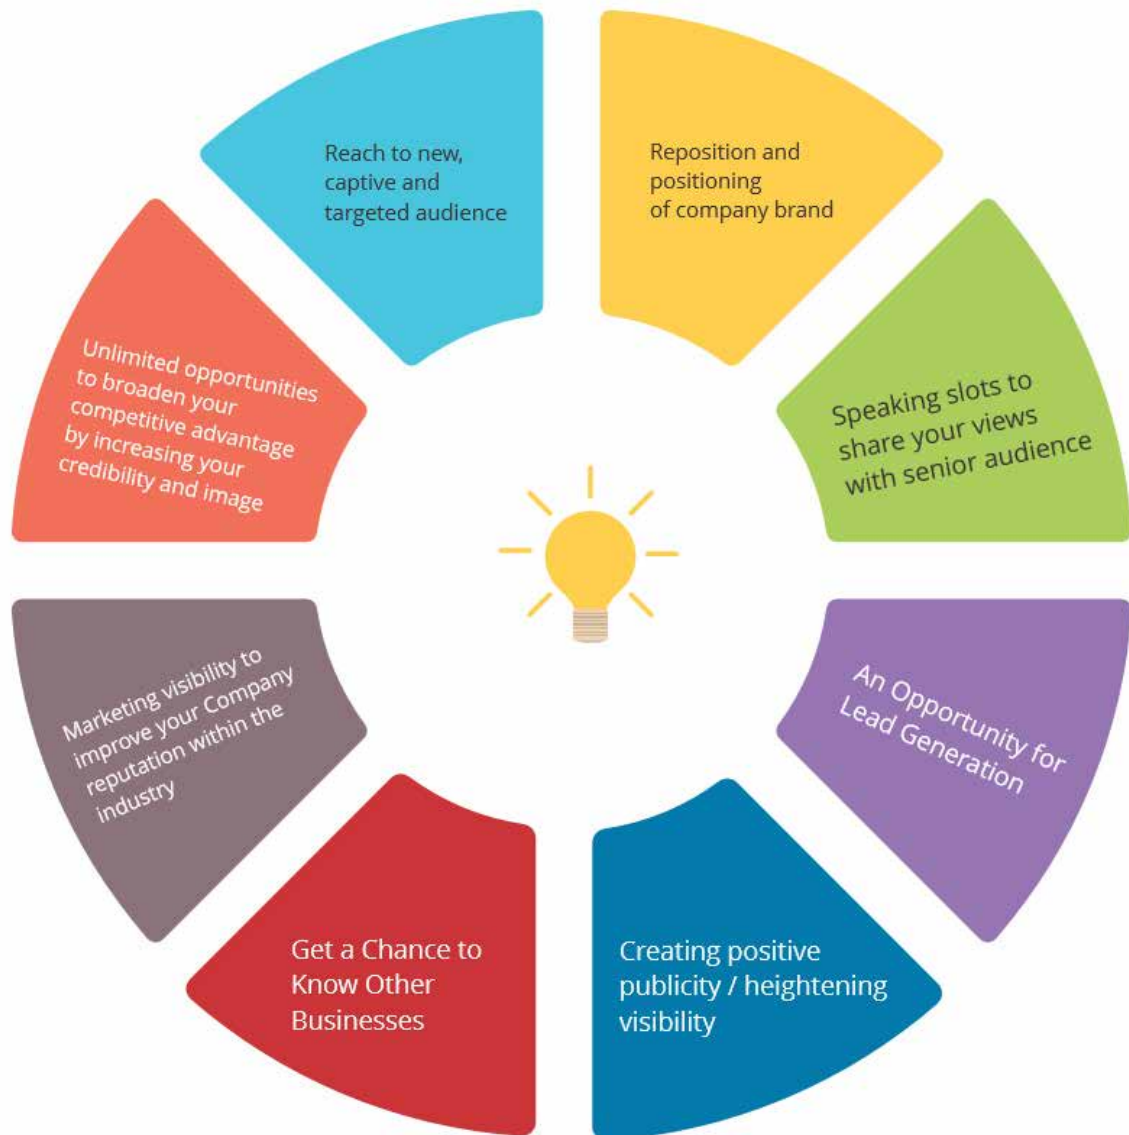 Reach to new,
captive and
targeted audience
Reposition and
positioning
of company brand
Speaking slots to
share your views
with senior audience
An Opportunity for
Lead Generation
Creating positive
publicity / heightening
visibility
Get a Chance to
Know Other
Businesses
Marketing visibility to
improve your Company
reputation within the
industry
Unlimited opportunities
to broaden your
competitive advantage
by increasing your
credibility and image